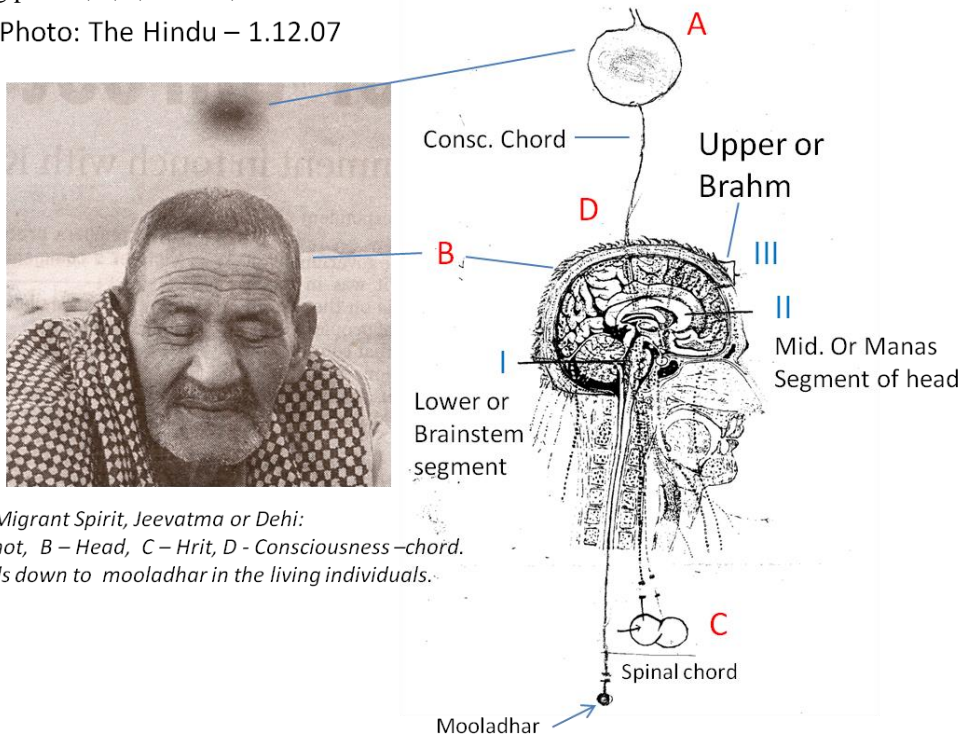 Photo: The Hindu – 1.12.07
A
Consc. Chord
Upper or
Brahm
D
B
III
II
I
Mid. Or Manas
Segment of head
Lower or
Brainstem
segment
Migrant Spirit, Jeevatma or Dehi:
B – Head, C – Hrit, D - Consciousness –chord.
down to mooladhar in the living individuals.
C
Spinal chord
Mooladhar